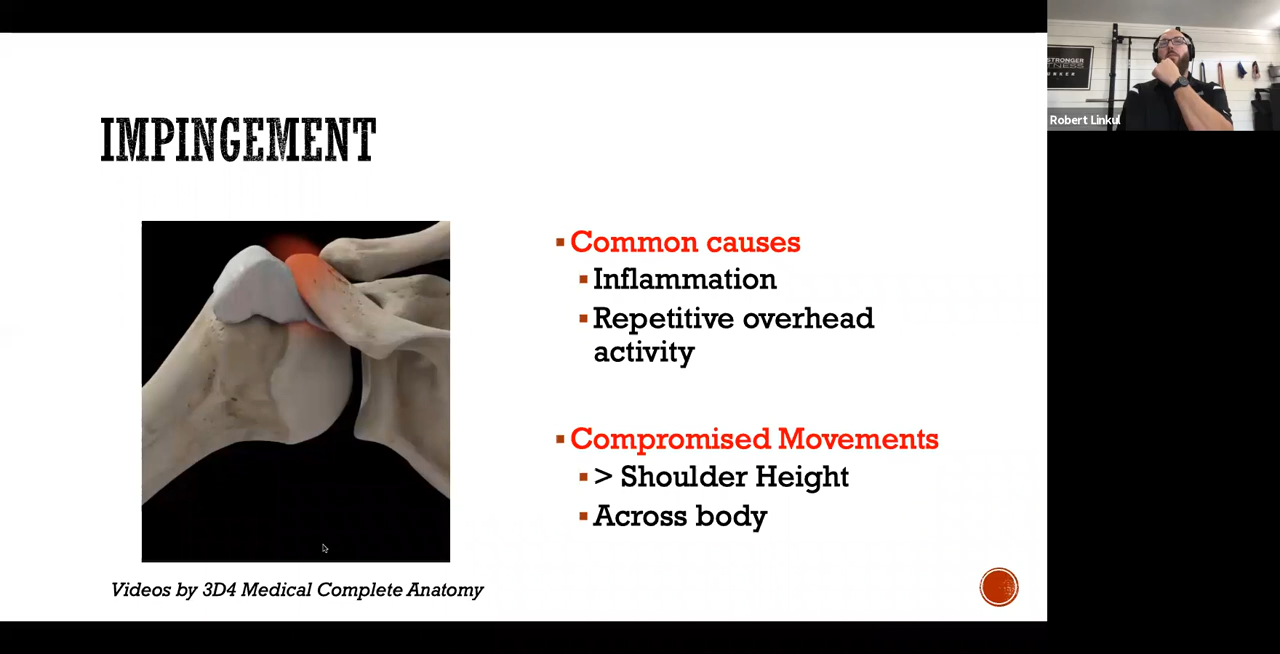 IMPINGEMENT
Common causes
Inflammation
Repetitive overhead
activity
Compromised Movements
> Shoulder Height
Across body
Videos by 3D4 Medical Complete Anatomy
STRONGER
Robert Linkul